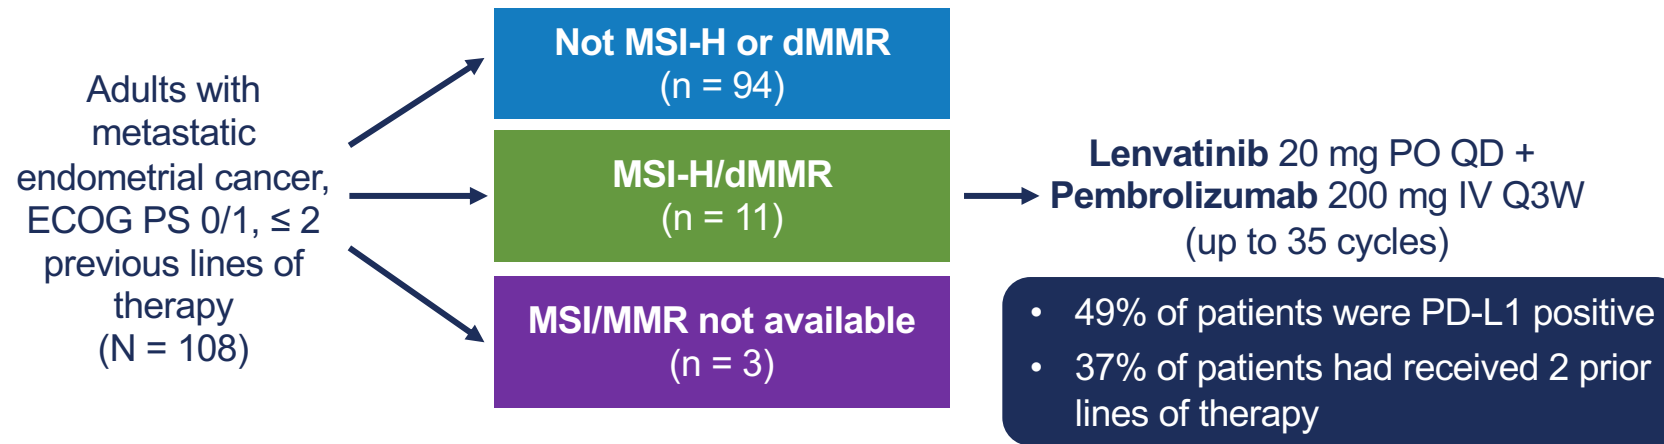 Adults with
metastatic
endometrial cancer,
ECOG PS 0/1, ≤ 2
previous lines of
therapy
(N = 108)
Not MSI-H or dMMR
(n = 94)
MSI-H/dMMR
(n = 11)
MSI/MMR not available
(n = 3)
Lenvatinib 20 mg PO QD +
Pembrolizumab 200 mg IV Q3W
(up to 35 cycles)
• 49% of patients were PD-L1 positive
• 37% of patients had received 2 prior
lines of therapy